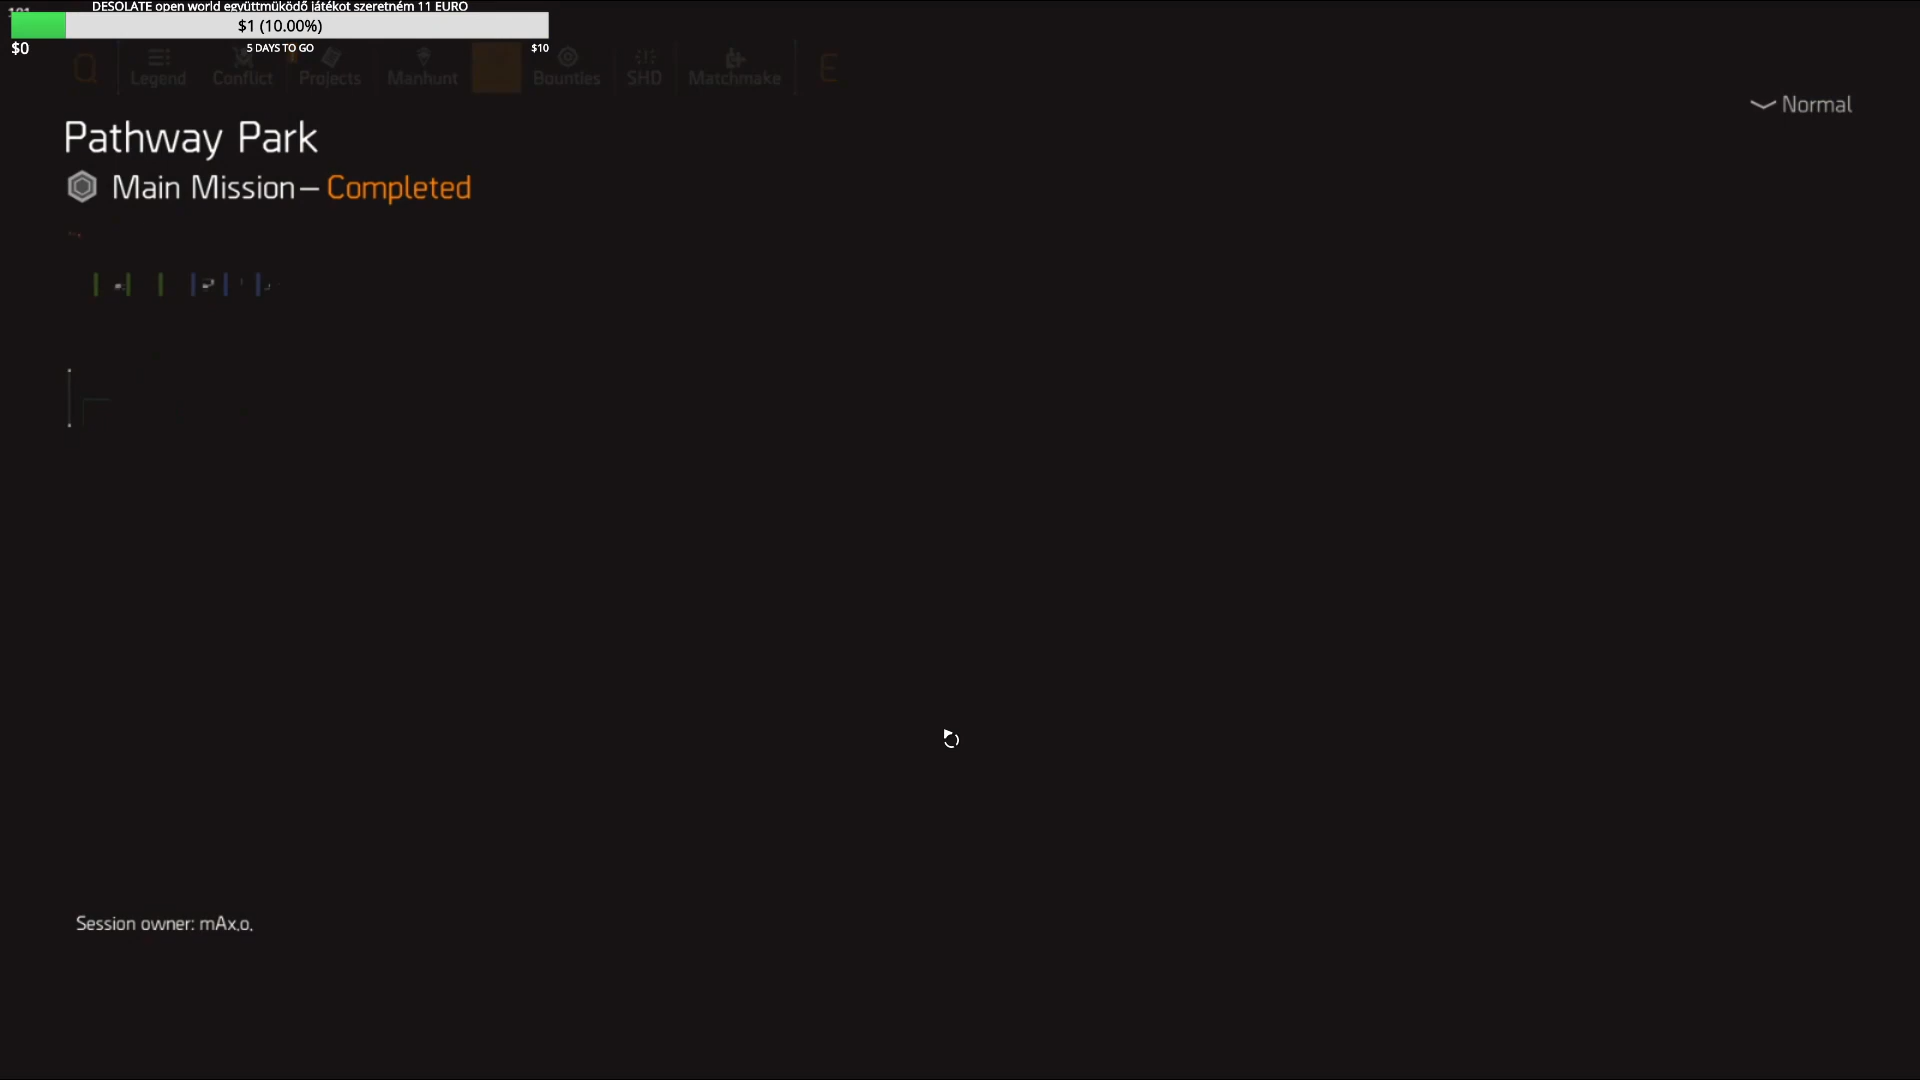 DESOLATE open world együttmüködő játékot szeretném 11 EURO
$1 (10.00%)
$0
5 DAYS TO GO
$10
Q
Legend
Conflict
Projects
Manhunt
Bounties
SHD
Matchmake
E
Normal
Pathway Park
Main Mission – Completed
Session owner: mAx.o.